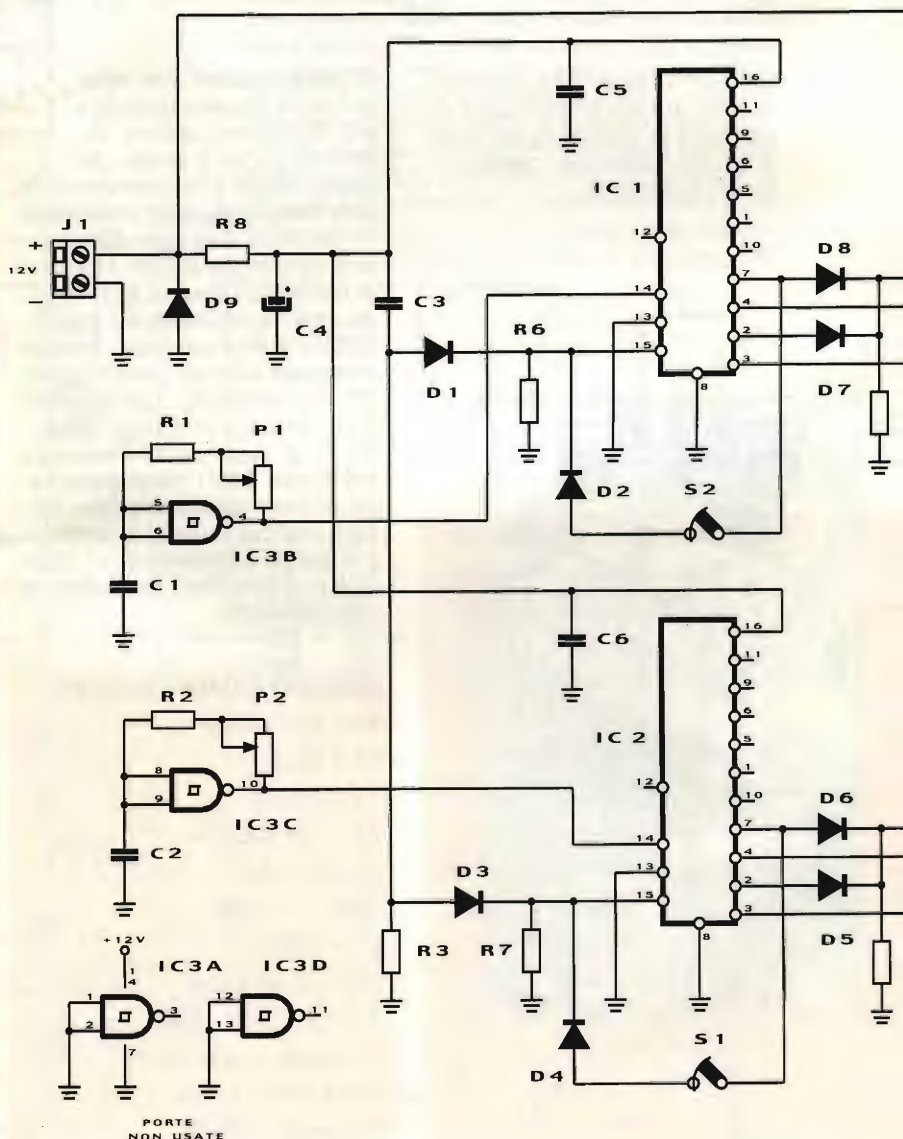 16
C5
11
9
6
IC 1
5
J1
R8
1
+
12
10
D8
12V
7
−
D9
14
C3
4
C4
+
R6
13
2
15
3
D1
8
D7
R1
P1
5
4
D2
S2
6
IC3B
C1
16
C6
11
9
R2
P2
6
IC 2
5
8
1
10
12
9
10
D6
IC3C
7
C2
14
4
D3
13
2
15
3
+12V
8
R3
R7
D5
1
4
IC3A
IC3D
1
3
12
11
2
13
7
S1
D4
PORTE
NON USATE